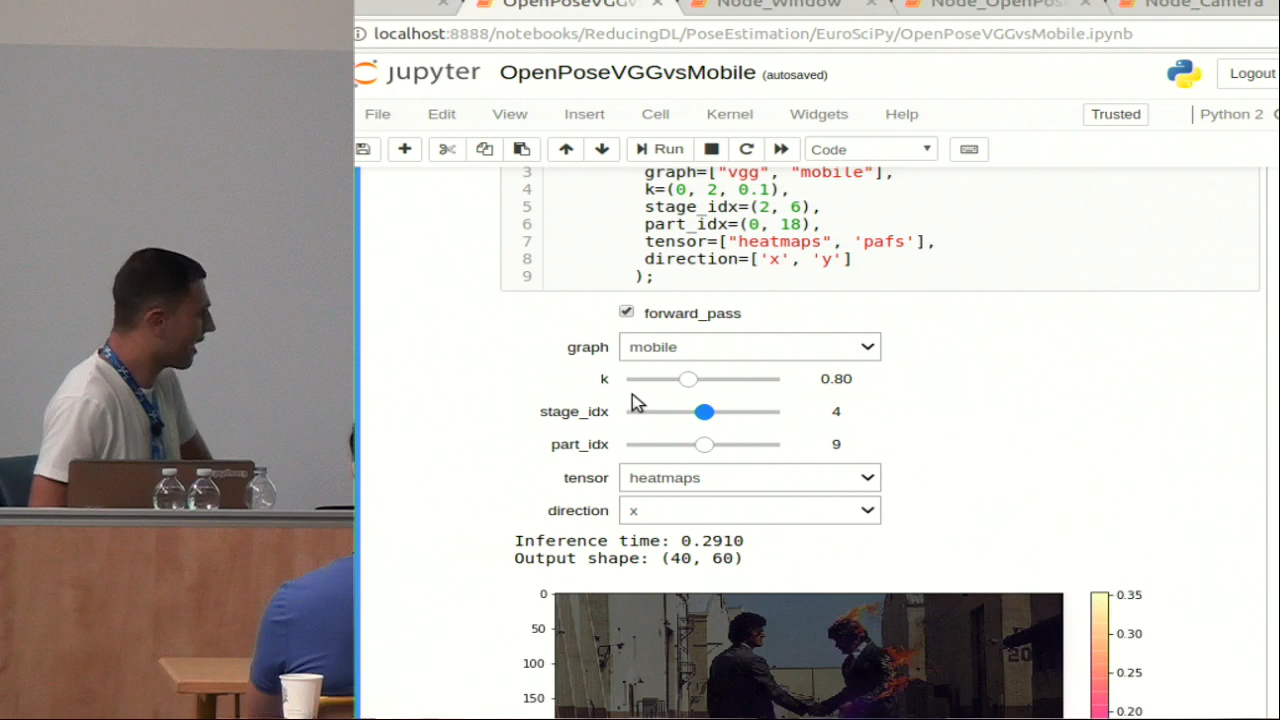 OpenPoseVGGv
Node_Window
Node_OpenPos
Node_Camera
localhost:8888/notebooks/ReducingDL/PoseEstimation/EuroSciPy/OpenPoseVGGvsMobile.ipynb
jupyter OpenPoseVGGvsMobile (autosaved)
Logout
File Edit View Insert Cell Kernel Widgets Help Trusted Python 2
Run Code
3 graph=["vgg", "mobile"],
4 k=(0, 2, 0.1),
5 stage_idx=(2, 6),
6 part_idx=(0, 18),
7 tensor=["heatmaps", 'pafs'],
8 direction=['x', 'y']
9 );
forward_pass
graph mobile
k 0.80
stage_idx 4
part_idx 9
tensor heatmaps
direction x
Inference time: 0.2910
Output shape: (40, 60)
0
50
100
150
20
0.35
0.30
0.25
0.20